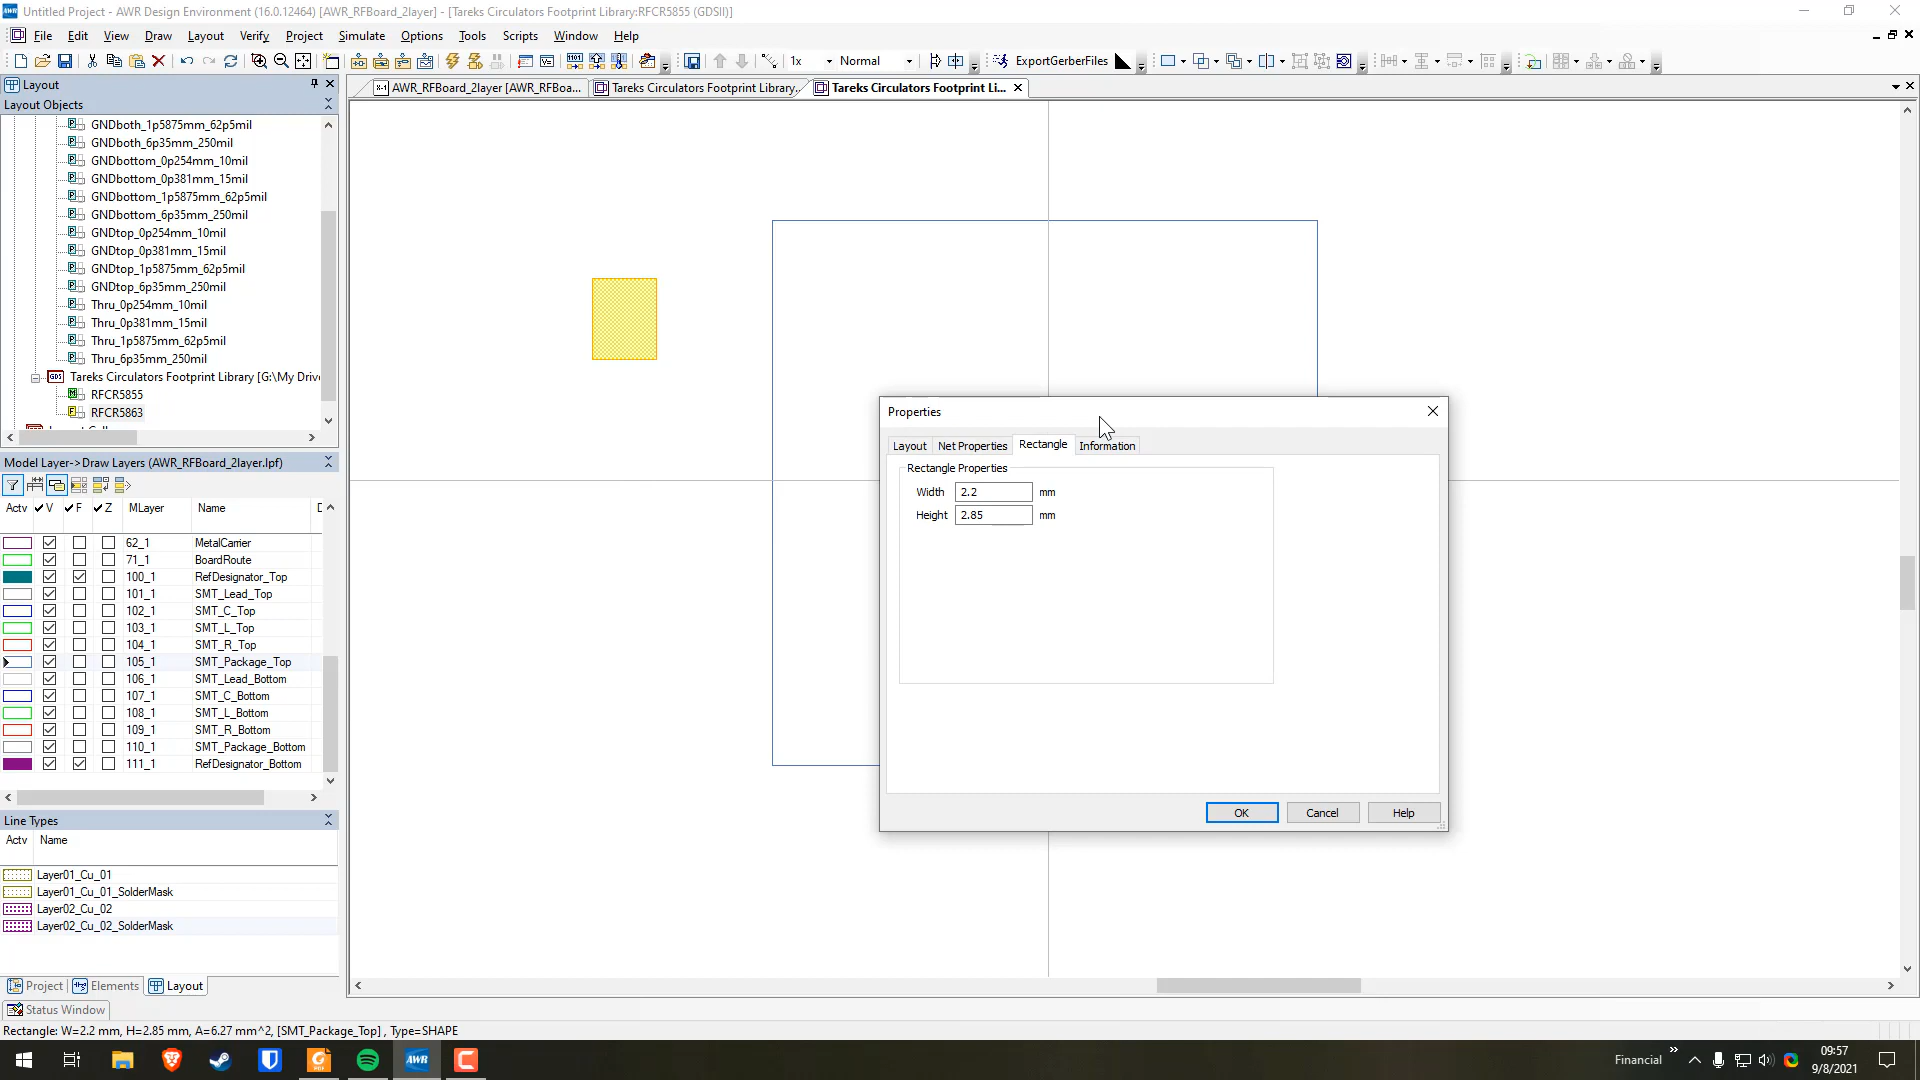 Untitled Project - AWR Design Environment (16.0.12464) [AWR_RFBoard_2layer] - [Tareks Circulators Footprint Library:RFCR5855 (GDSII)]
File Edit View Draw Layout Verify Project Simulate Options Tools Scripts Window Help
1x Normal ExportGerberFiles
Layout
AWR_RFBoard_2layer [AWR_RFBoa... Tareks Circulators Footprint Library... Tareks Circulators Footprint Li...
Layout Objects
GNDboth_1p5875mm_62p5mil
GNDboth_6p35mm_250mil
GNDbottom_0p254mm_10mil
GNDbottom_0p381mm_15mil
GNDbottom_1p5875mm_62p5mil
GNDbottom_6p35mm_250mil
GNDtop_0p254mm_10mil
GNDtop_0p381mm_15mil
GNDtop_1p5875mm_62p5mil
GNDtop_6p35mm_250mil
Thru_0p254mm_10mil
Thru_0p381mm_15mil
Thru_1p5875mm_62p5mil
Thru_6p35mm_250mil
Tareks Circulators Footprint Library [G:\My Driv
RFCR5855
RFCR5863
Model Layer->Draw Layers (AWR_RFBoard_2layer.lpf)
Actv V F Z MLayer Name
62_1 MetalCarrier
71_1 BoardRoute
100_1 RefDesignator_Top
101_1 SMT_Lead_Top
102_1 SMT_C_Top
103_1 SMT_L_Top
104_1 SMT_R_Top
105_1 SMT_Package_Top
106_1 SMT_Lead_Bottom
107_1 SMT_C_Bottom
108_1 SMT_L_Bottom
109_1 SMT_R_Bottom
110_1 SMT_Package_Bottom
111_1 RefDesignator_Bottom
Line Types
Actv Name
Layer01_Cu_01
Layer01_Cu_01_SolderMask
Layer02_Cu_02
Layer02_Cu_02_SolderMask
Project Elements Layout
Status Window
Rectangle: W=2.2 mm, H=2.85 mm, A=6.27 mm^2, [SMT_Package_Top] , Type=SHAPE
Properties
Layout Net Properties Rectangle Information
Rectangle Properties
Width 2.2 mm
Height 2.85 mm
OK Cancel Help
AWR
Financial
09:57
9/8/2021